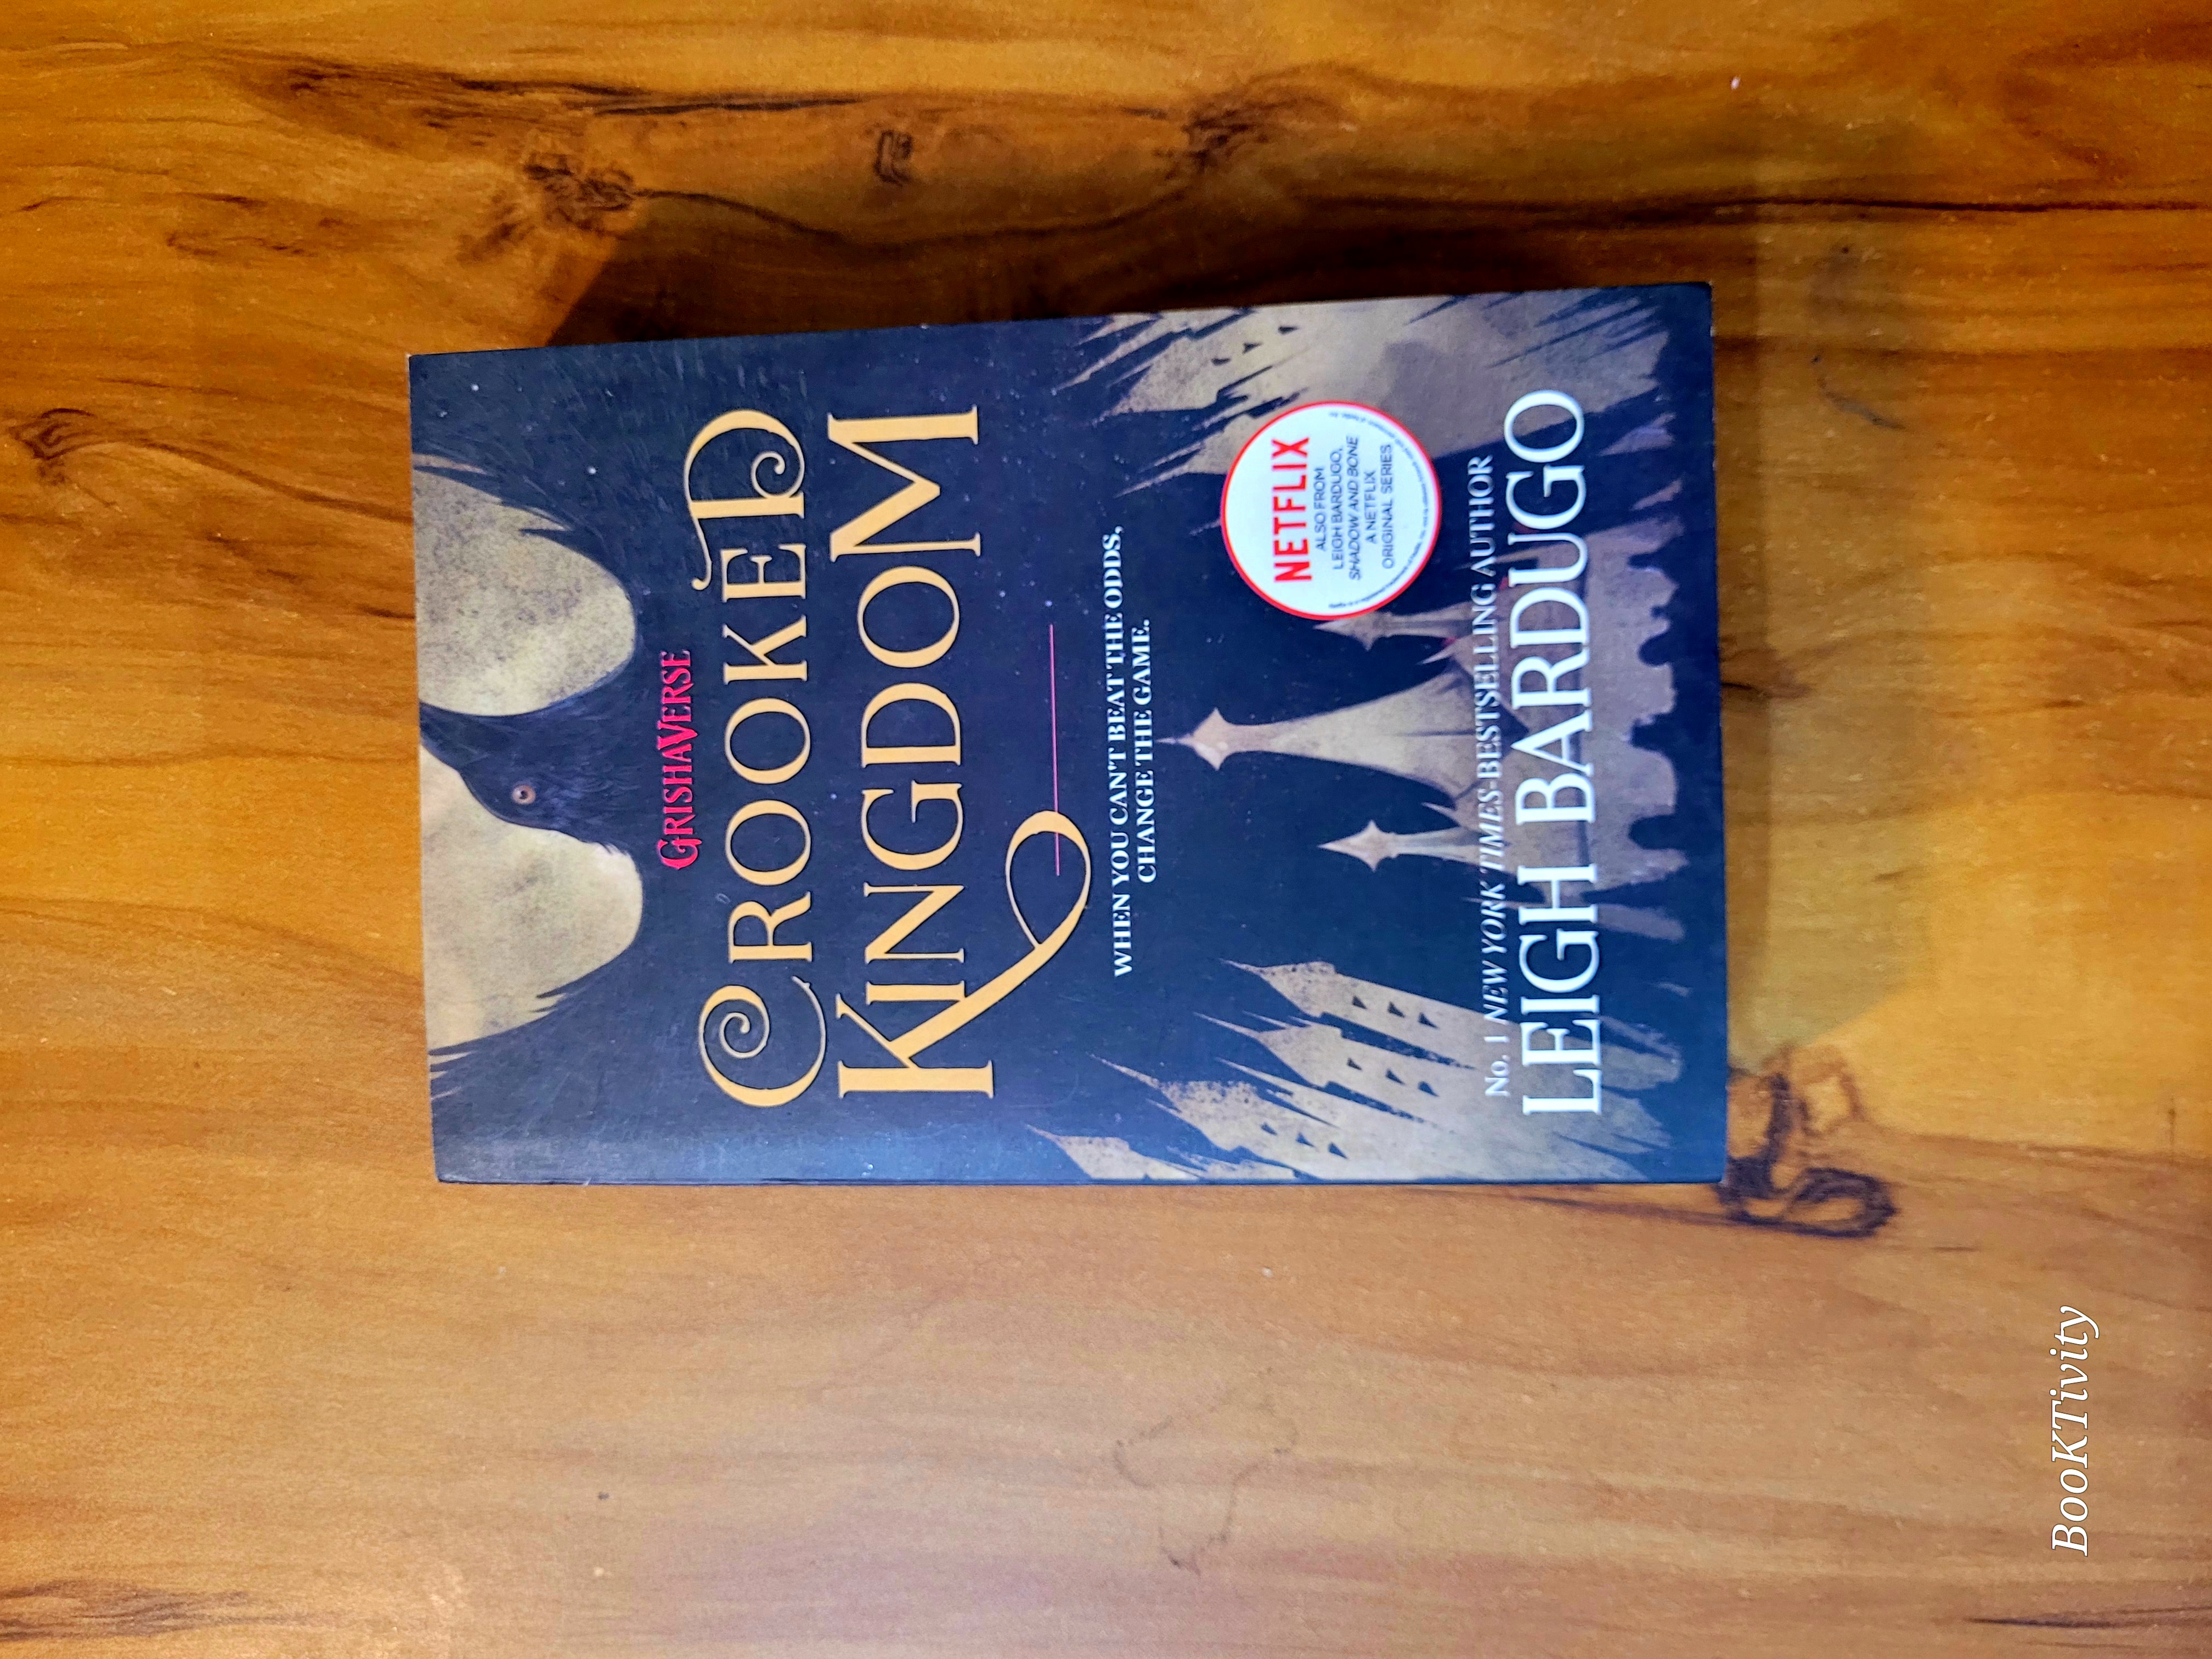 GRISHAVERSE
CROOKED
KINGDOM
WHEN YOU CAN'T BEAT THE ODDS,
CHANGE THE GAME.
NETFLIX
ALSO FROM
LEIGH BARDUGO,
SHADOW AND BONE
A NETFLIX
ORIGINAL SERIES
No. 1 NEW YORK TIMES-BESTSELLING AUTHOR
LEIGH BARDUGO
BooKTivity